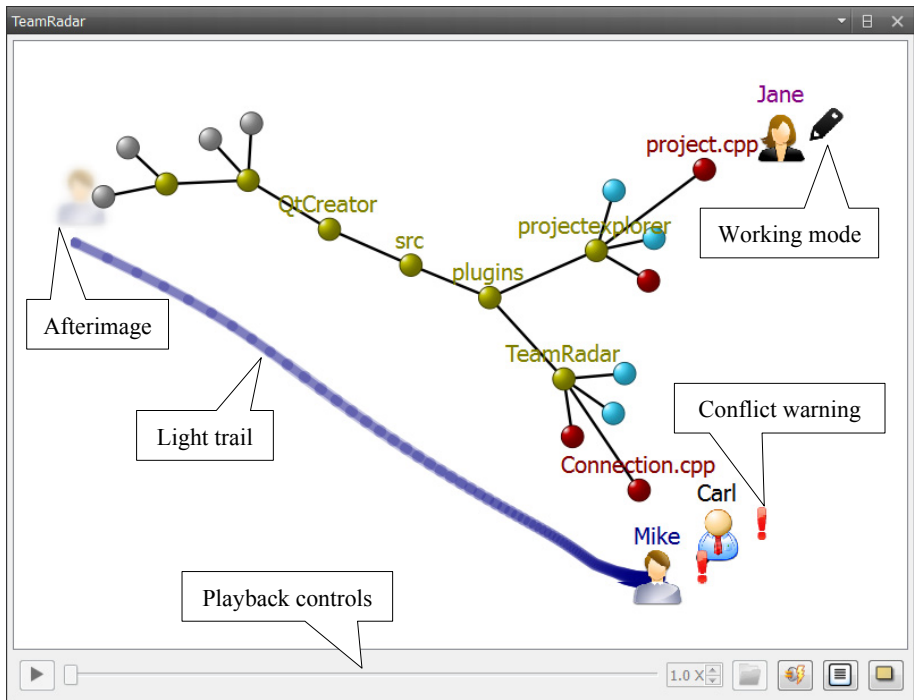 TeamRadar
Jane
project.cpp
QtCreator
projectexplorer
Working mode
src
plugins
Afterimage
TeamRadar
Light trail
Conflict warning
Connection.cpp
Carl
Mike
Playback controls
1.0 X